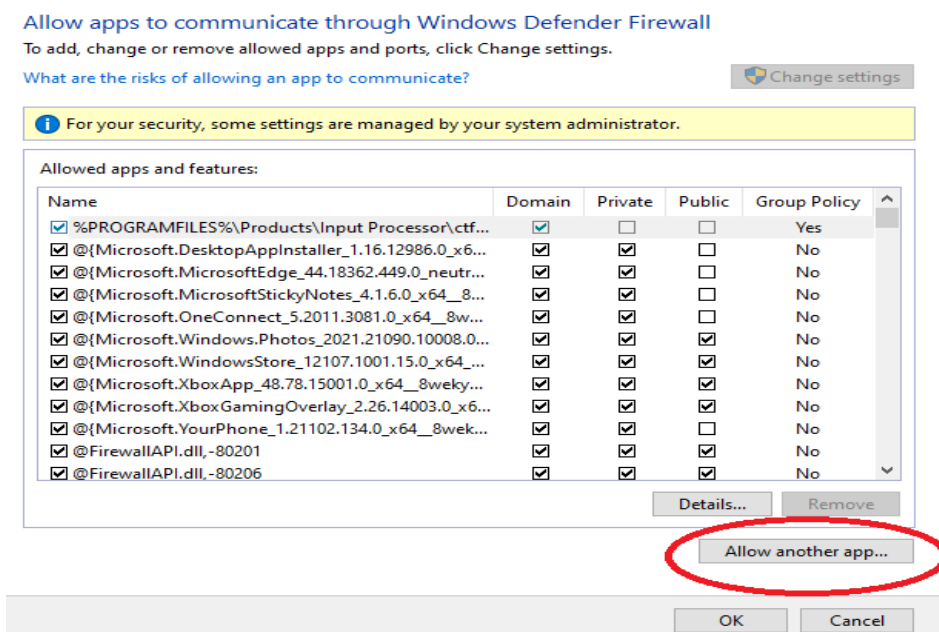 Allow apps to communicate through Windows Defender Firewall
To add, change or remove allowed apps and ports, click Change settings.
What are the risks of allowing an app to communicate?
Change settings
For your security, some settings are managed by your system administrator.
Allowed apps and features:
Name Domain Private Public Group Policy
%PROGRAMFILES%\Products\Input Processor\ctf... Yes
@{Microsoft.DesktopAppInstaller_1.16.12986.0_x6... No
@{Microsoft.MicrosoftEdge_44.18362.449.0_neutr... No
@{Microsoft.MicrosoftStickyNotes_4.1.6.0_x64__8... No
@{Microsoft.OneConnect_5.2011.3081.0_x64__8w... No
@{Microsoft.Windows.Photos_2021.21090.10008.0... No
@{Microsoft.WindowsStore_12107.1001.15.0_x64_... No
@{Microsoft.XboxApp_48.78.15001.0_x64__8weky... No
@{Microsoft.XboxGamingOverlay_2.26.14003.0_x6... No
@{Microsoft.YourPhone_1.21102.134.0_x64__8wek... No
@FirewallAPI.dll,-80201 No
@FirewallAPI.dll,-80206 No
Details... Remove
Allow another app...
OK Cancel